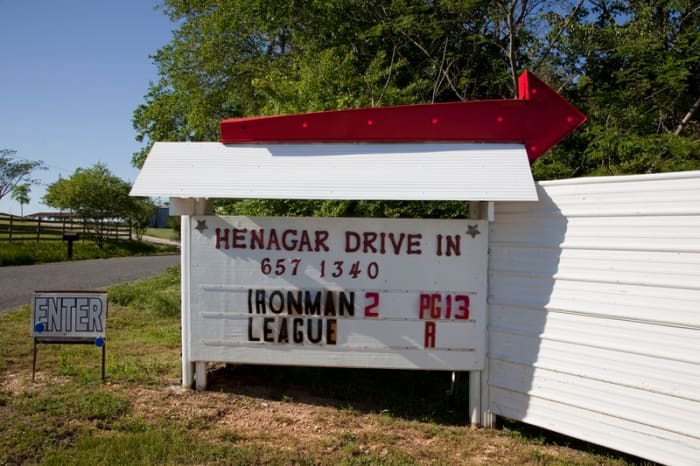 HENAGAR DRIVE IN
657 1340
IRONMAN 2 PG13
LEAGUE R
ENTER